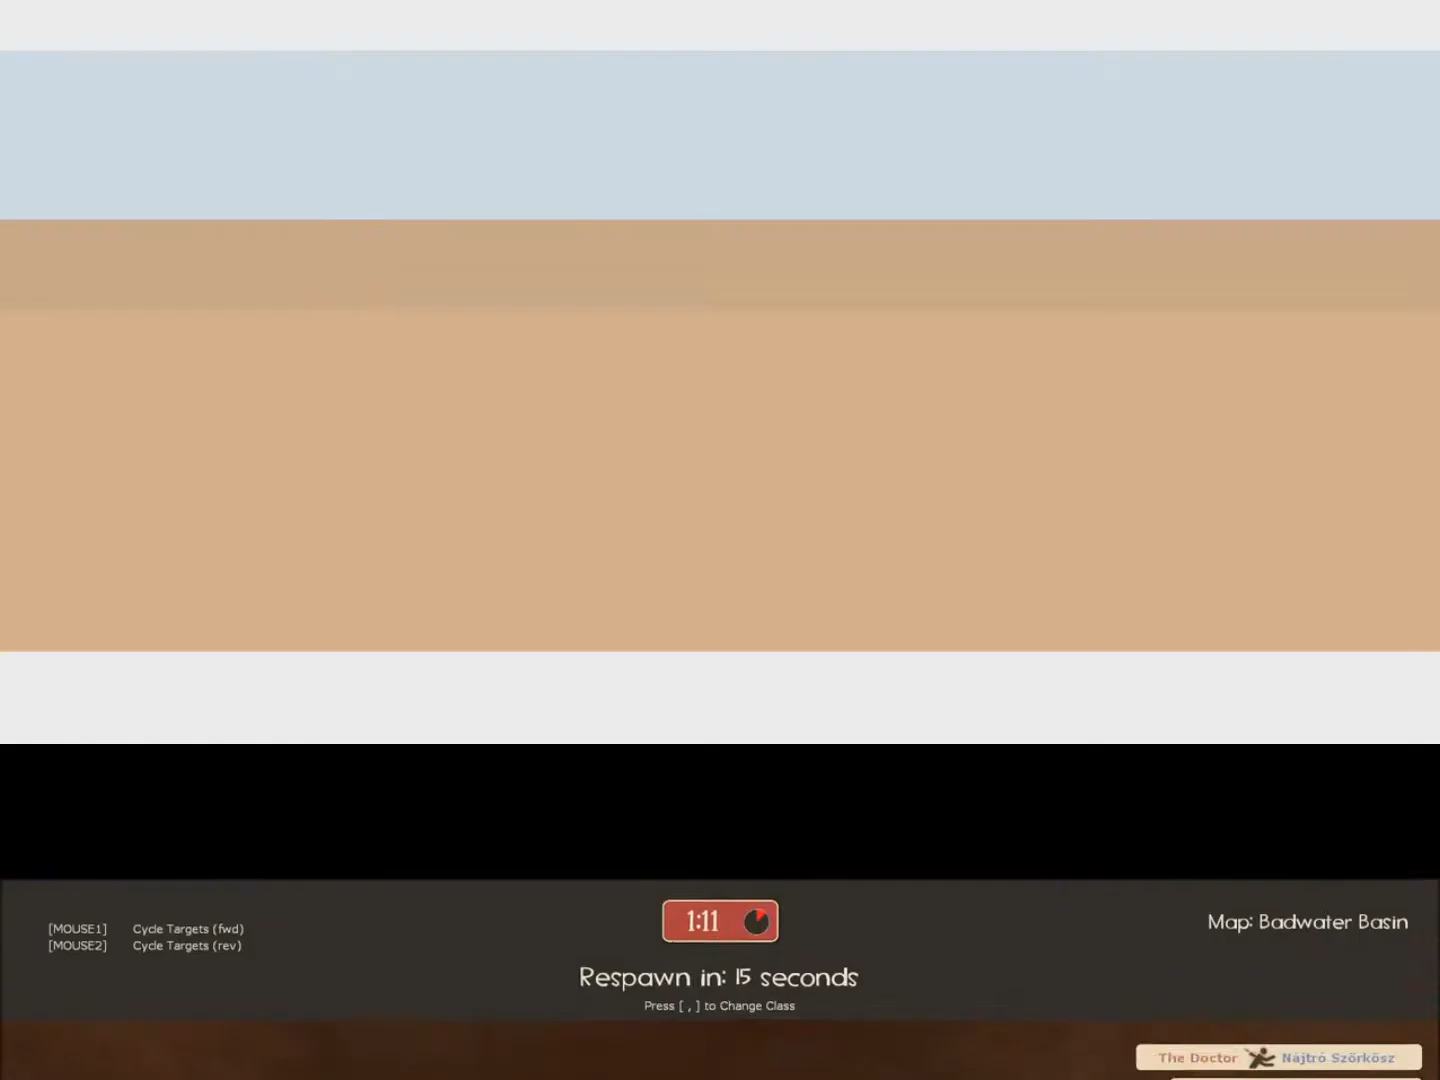 [MOUSE1] Cycle Targets (fwd)
[MOUSE2] Cycle Targets (rev)
1:11
Map: Badwater Basin
Respawn in: 15 seconds
Press [ , ] to Change Class
The Doctor Nájtró Szörkösz